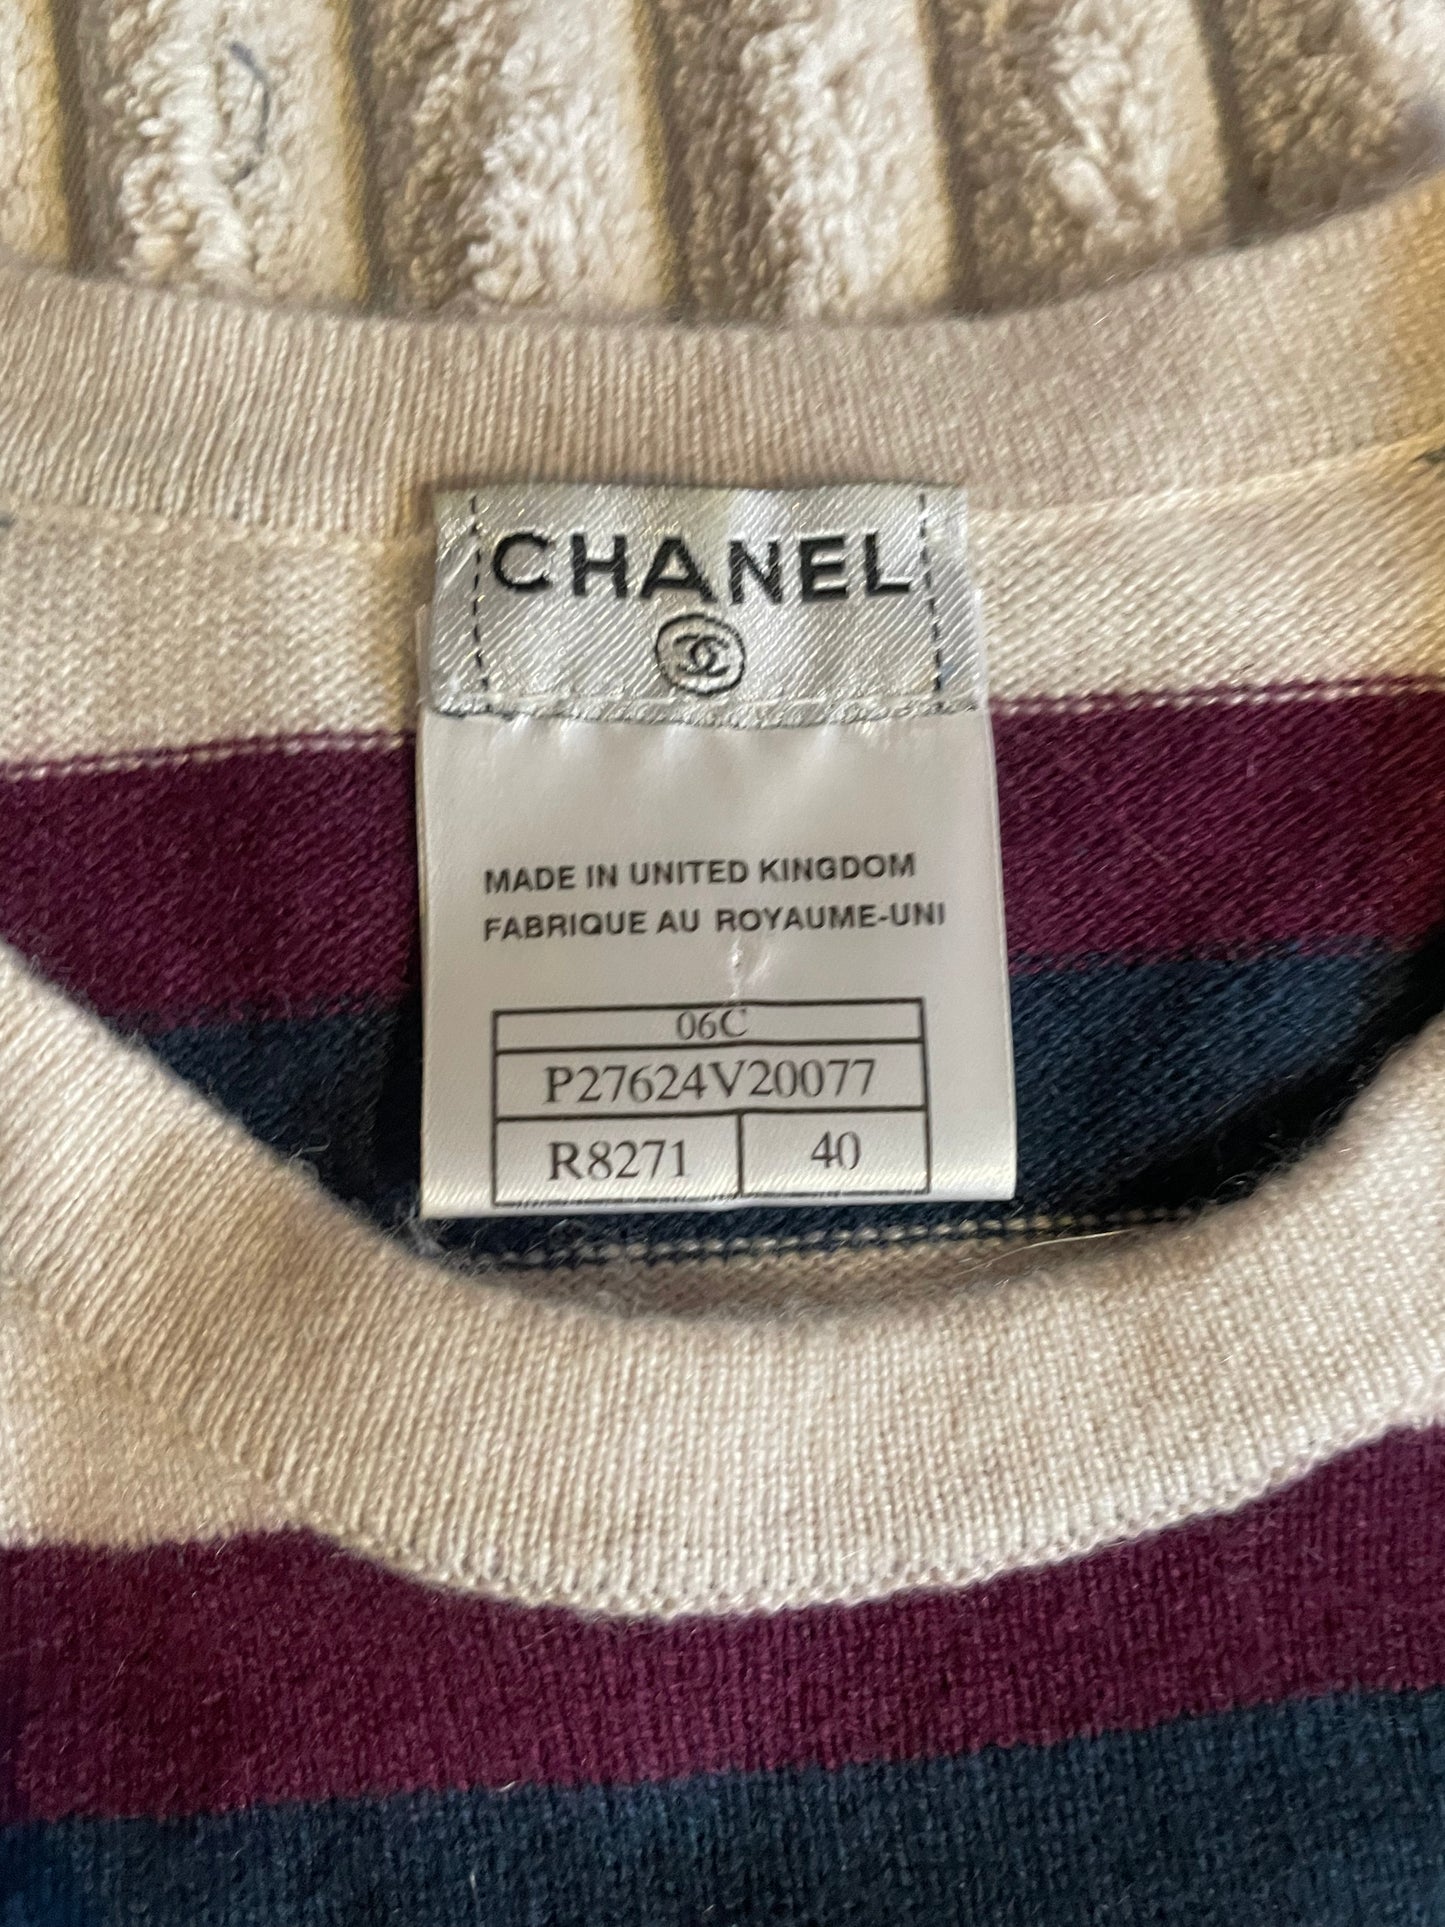 CHANEL
MADE IN UNITED KINGDOM
FABRIQUE AU ROYAUME-UNI
06C
P27624V20077
R8271 40